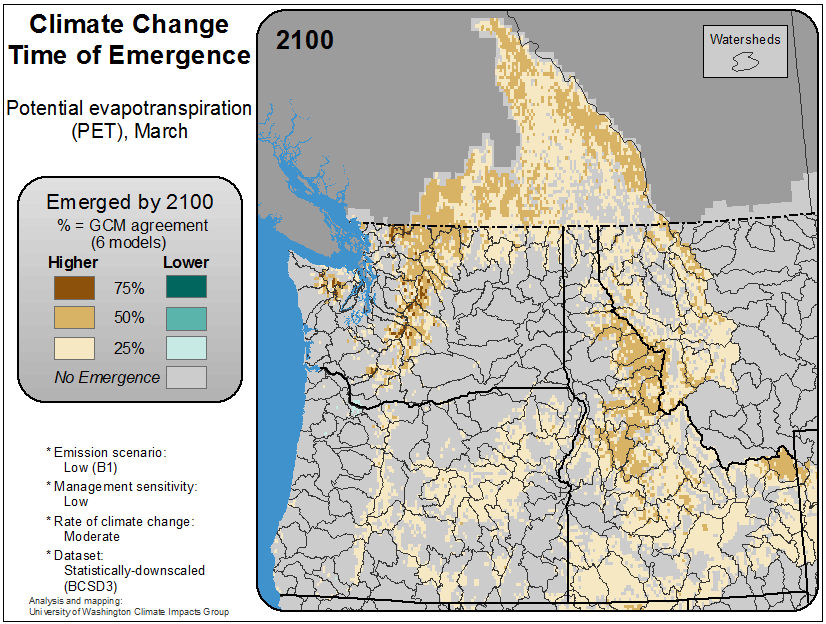 Climate Change
Time of Emergence
Potential evapotranspiration
(PET), March
Emerged by 2100
% = GCM agreement
(6 models)
Higher Lower
75%
50%
25%
No Emergence
* Emission scenario:
Low (B1)
* Management sensitivity:
Low
* Rate of climate change:
Moderate
* Dataset:
Statistically-downscaled
(BCSD3)
Analysis and mapping:
University of Washington Climate Impacts Group
2100
Watersheds